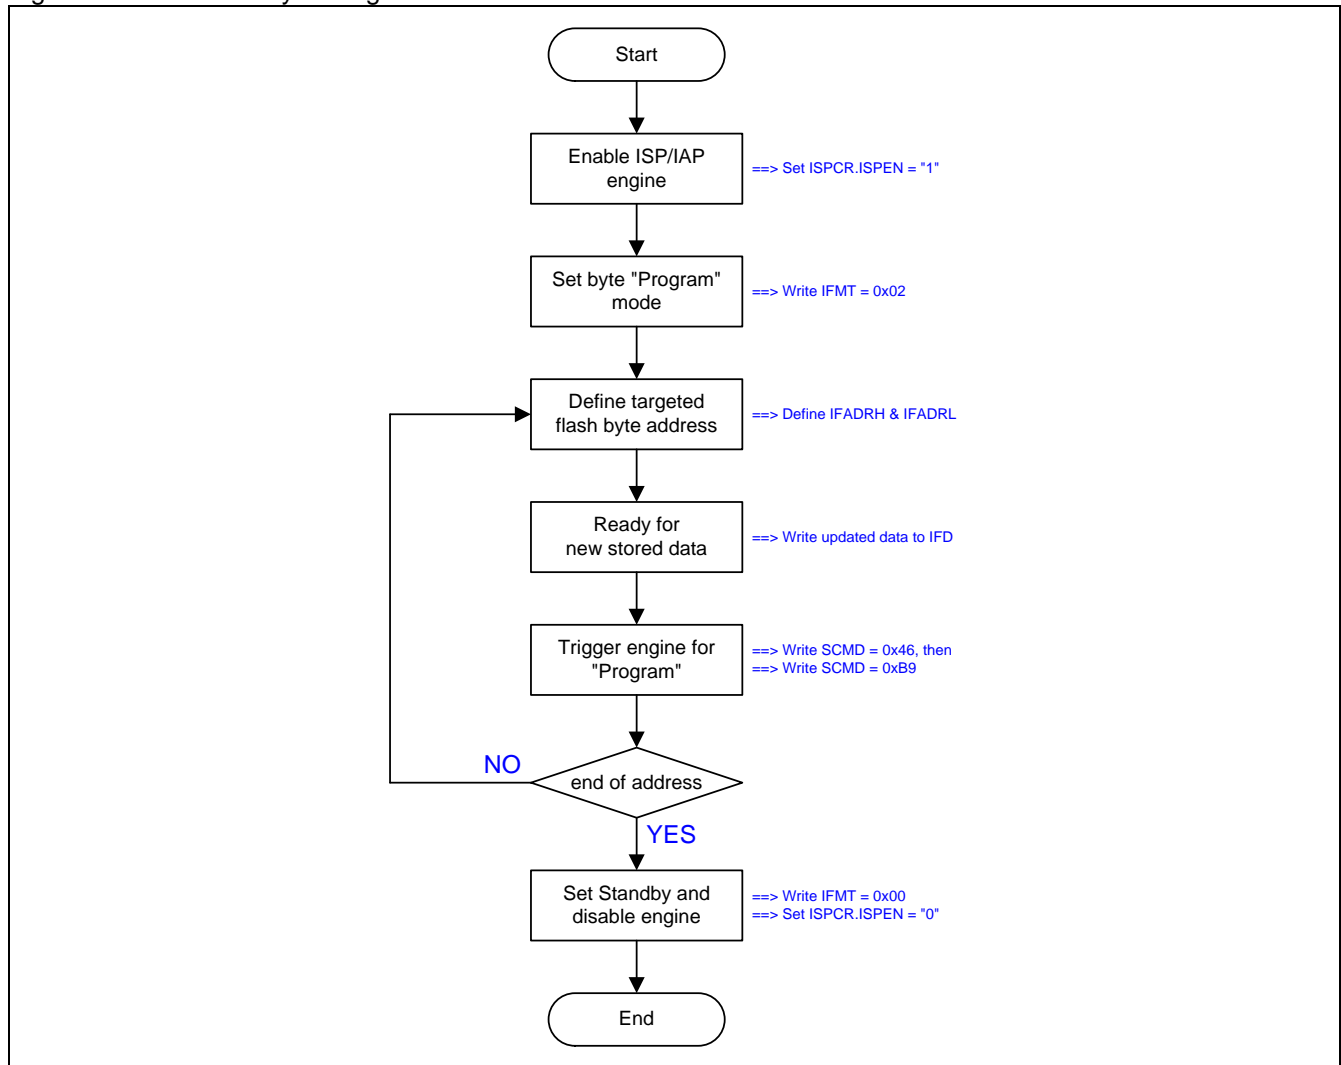 Start
Enable ISP/IAP
engine
==> Set ISPCR.ISPEN = "1"
Set byte "Program"
mode
==> Write IFMT = 0x02
Define targeted
flash byte address
==> Define IFADRH & IFADRL
Ready for
new stored data
==> Write updated data to IFD
Trigger engine for
"Program"
==> Write SCMD = 0x46, then
==> Write SCMD = 0xB9
NO
end of address
YES
Set Standby and
disable engine
==> Write IFMT = 0x00
==> Set ISPCR.ISPEN = "0"
End